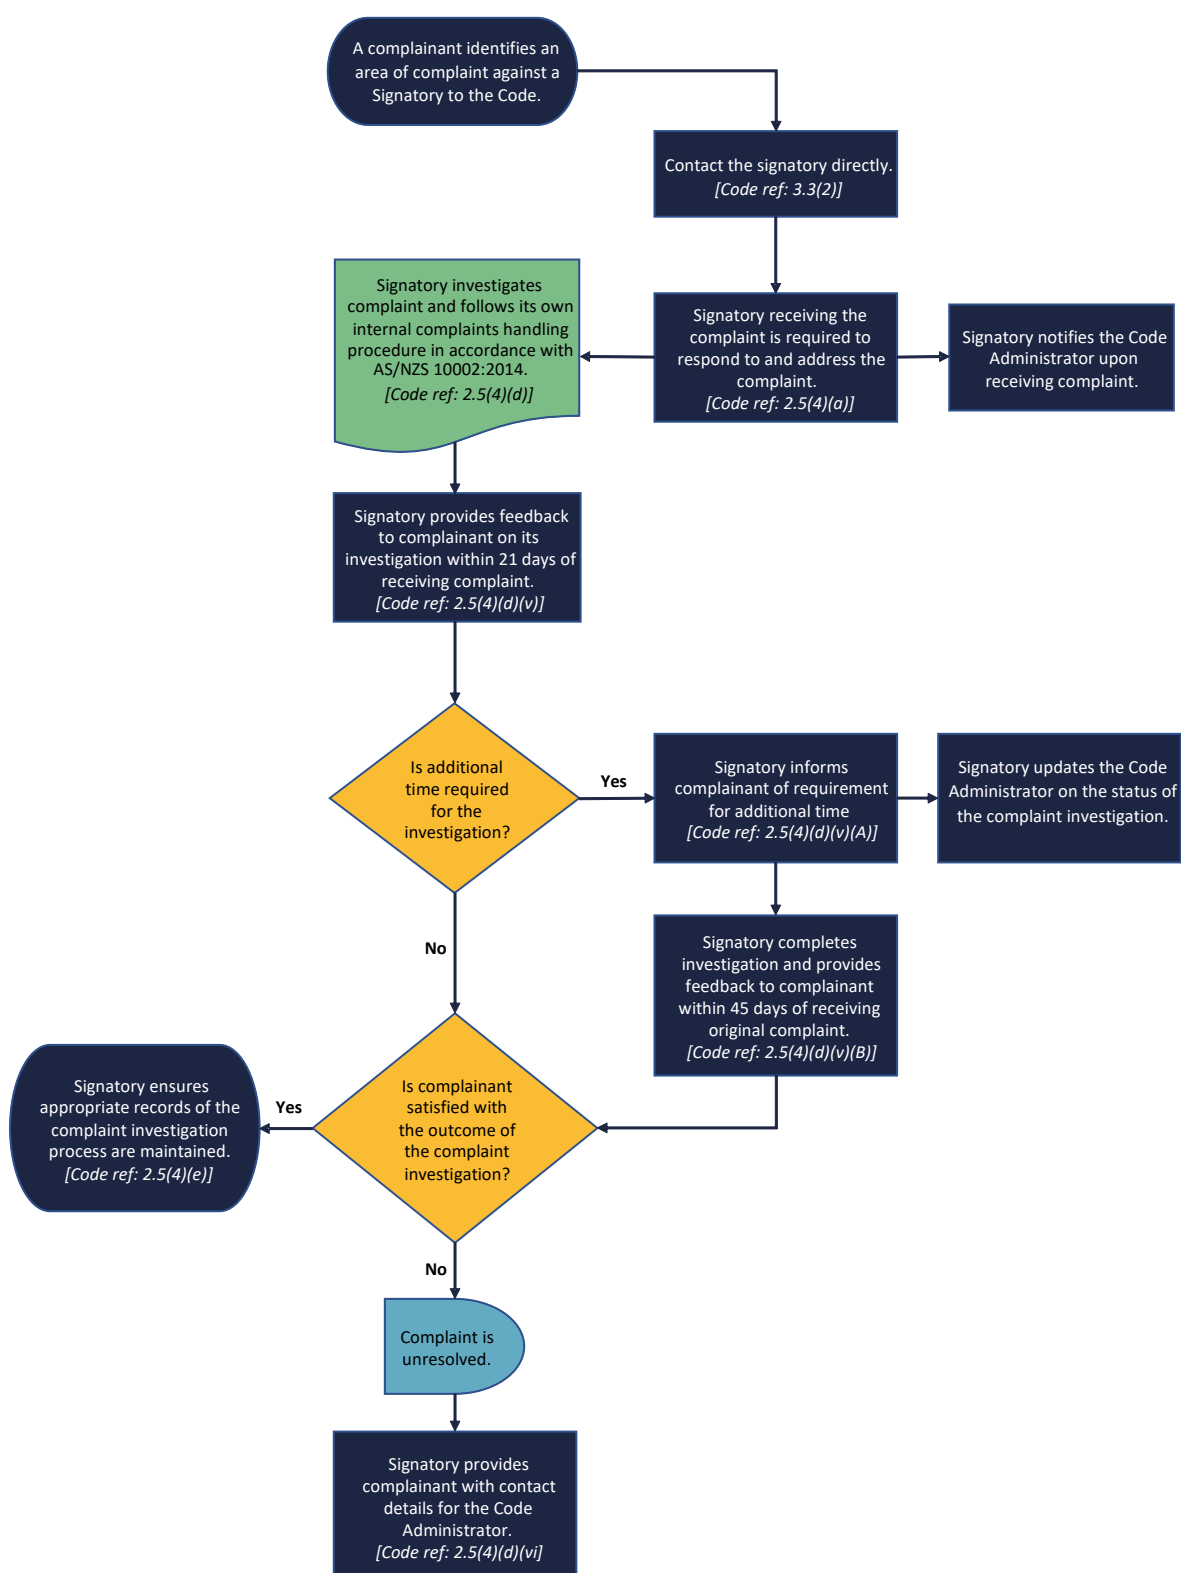 A complainant identifies an
area of complaint against a
Signatory to the Code.
Contact the signatory directly.
[Code ref: 3.3(2)]
Signatory investigates
complaint and follows its own
internal complaints handling
procedure in accordance with
AS/NZS 10002:2014.
[Code ref: 2.5(4)(d)]
Signatory receiving the
complaint is required to
respond to and address the
complaint.
[Code ref: 2.5(4)(a)]
Signatory notifies the Code
Administrator upon
receiving complaint.
Signatory provides feedback
to complainant on its
investigation within 21 days of
receiving complaint.
[Code ref: 2.5(4)(d)(v)]
Is additional
time required
for the
investigation?
Yes
Signatory informs
complainant of requirement
for additional time
[Code ref: 2.5(4)(d)(v)(A)]
Signatory updates the Code
Administrator on the status of
the complaint investigation.
No
Signatory completes
investigation and provides
feedback to complainant
within 45 days of receiving
original complaint.
[Code ref: 2.5(4)(d)(v)(B)]
Signatory ensures
appropriate records of the
complaint investigation
process are maintained.
[Code ref: 2.5(4)(e)]
Yes
Is complainant
satisfied with
the outcome of
the complaint
investigation?
No
Complaint is
unresolved.
Signatory provides
complainant with contact
details for the Code
Administrator.
[Code ref: 2.5(4)(d)(vi]